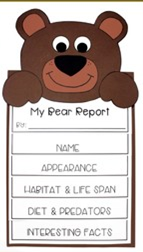 My Bear Report
By:
NAME
APPEARANCE
HABITAT & LIFE SPAN
DIET & PREDATORS
INTERESTING FACTS